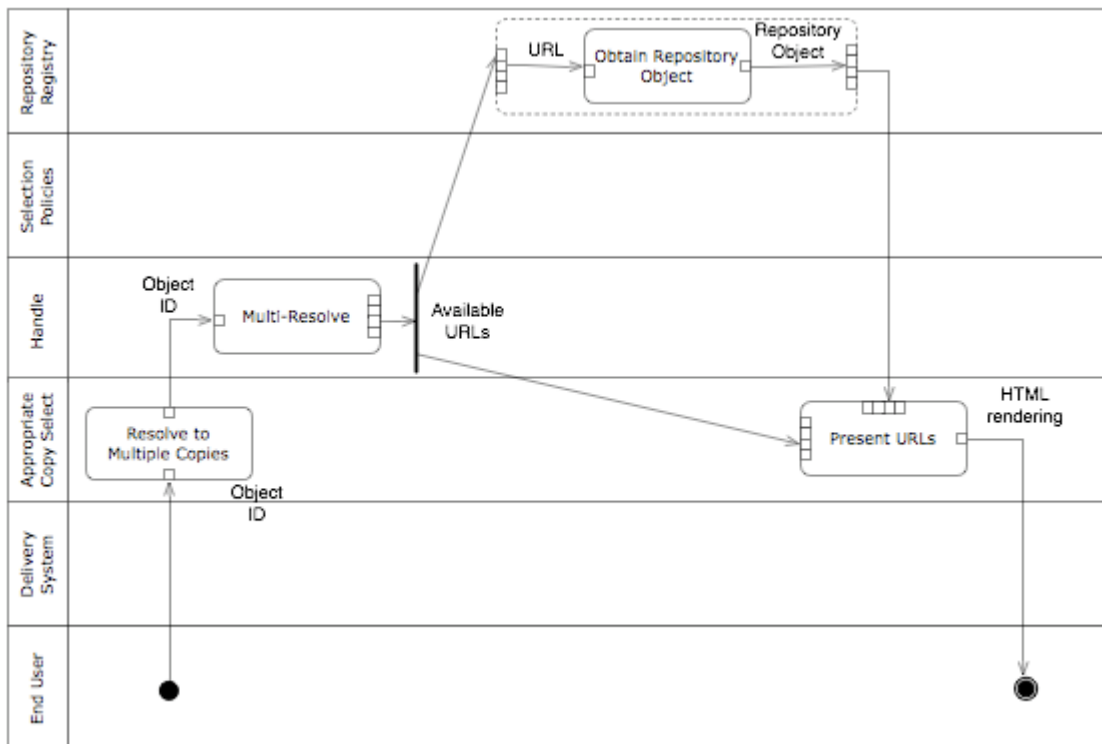 Repository
Registry
URL
Obtain Repository
Object
Repository
Object
Selection
Policies
Handle
Object
ID
Multi-Resolve
Available
URLs
Appropriate
Copy Select
Resolve to
Multiple Copies
Object
ID
Present URLs
HTML
rendering
Delivery
System
End User